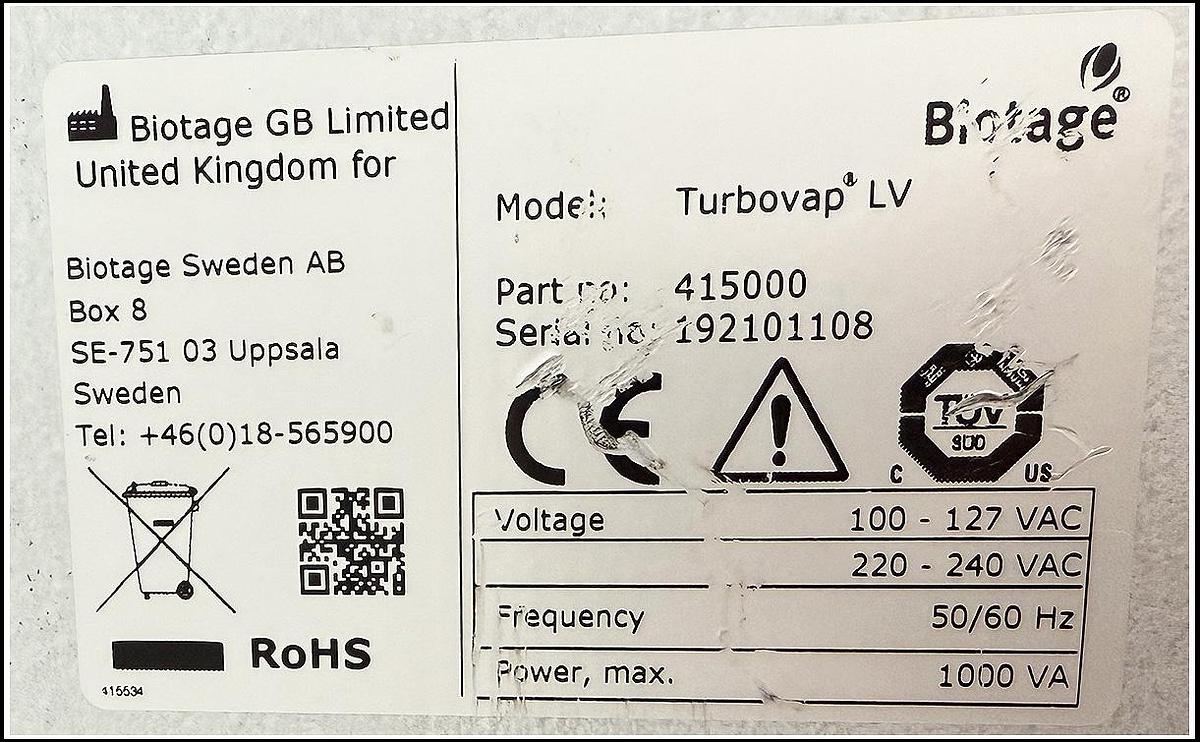 Biotage GB Limited
United Kingdom for
Biotage Sweden AB
Box 8
SE-751 03 Uppsala
Sweden
Tel: +46(0)18-565900
RoHS
415534
Biotage®
Model: Turbovap® LV
Part no: 415000
Serial no: 192101108
CE
TÜV
SÜD
C US
Voltage 100 - 127 VAC
220 - 240 VAC
Frequency 50/60 Hz
Power, max. 1000 VA